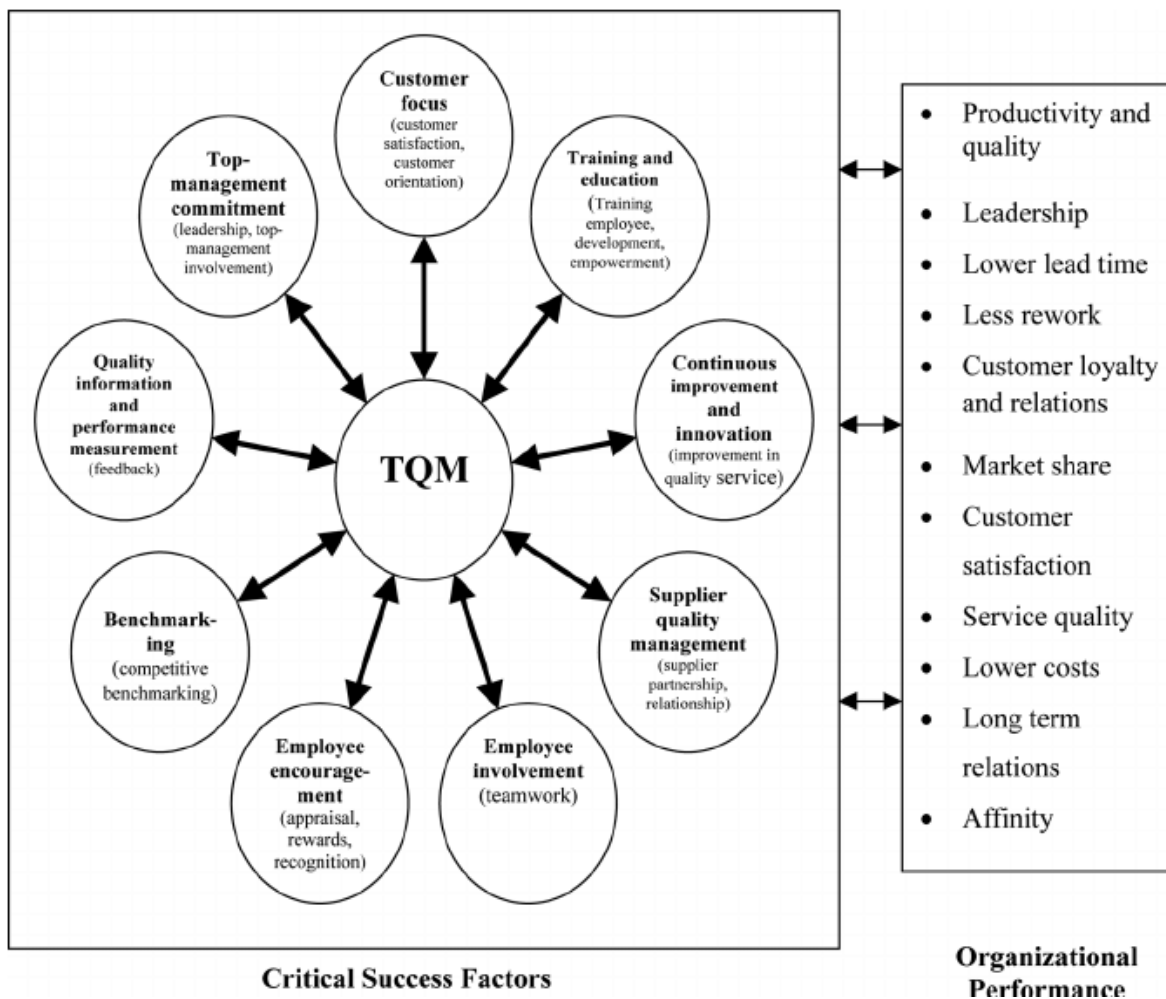 Customer
focus
(customer
satisfaction,
customer
orientation)
Top-
management
commitment
(leadership, top-
management
involvement)
Training and
education
(Training
employee,
development,
empowerment)
Quality
information
and
performance
measurement
(feedback)
TQM
Continuous
improvement
and
innovation
(improvement in
quality service)
Benchmark-
ing
(competitive
benchmarking)
Supplier
quality
management
(supplier
partnership,
relationship)
Employee
encourage-
ment
(appraisal,
rewards,
recognition)
Employee
involvement
(teamwork)
Critical Success Factors
• Productivity and
quality
• Leadership
• Lower lead time
• Less rework
• Customer loyalty
and relations
• Market share
• Customer
satisfaction
• Service quality
• Lower costs
• Long term
relations
• Affinity
Organizational
Performance